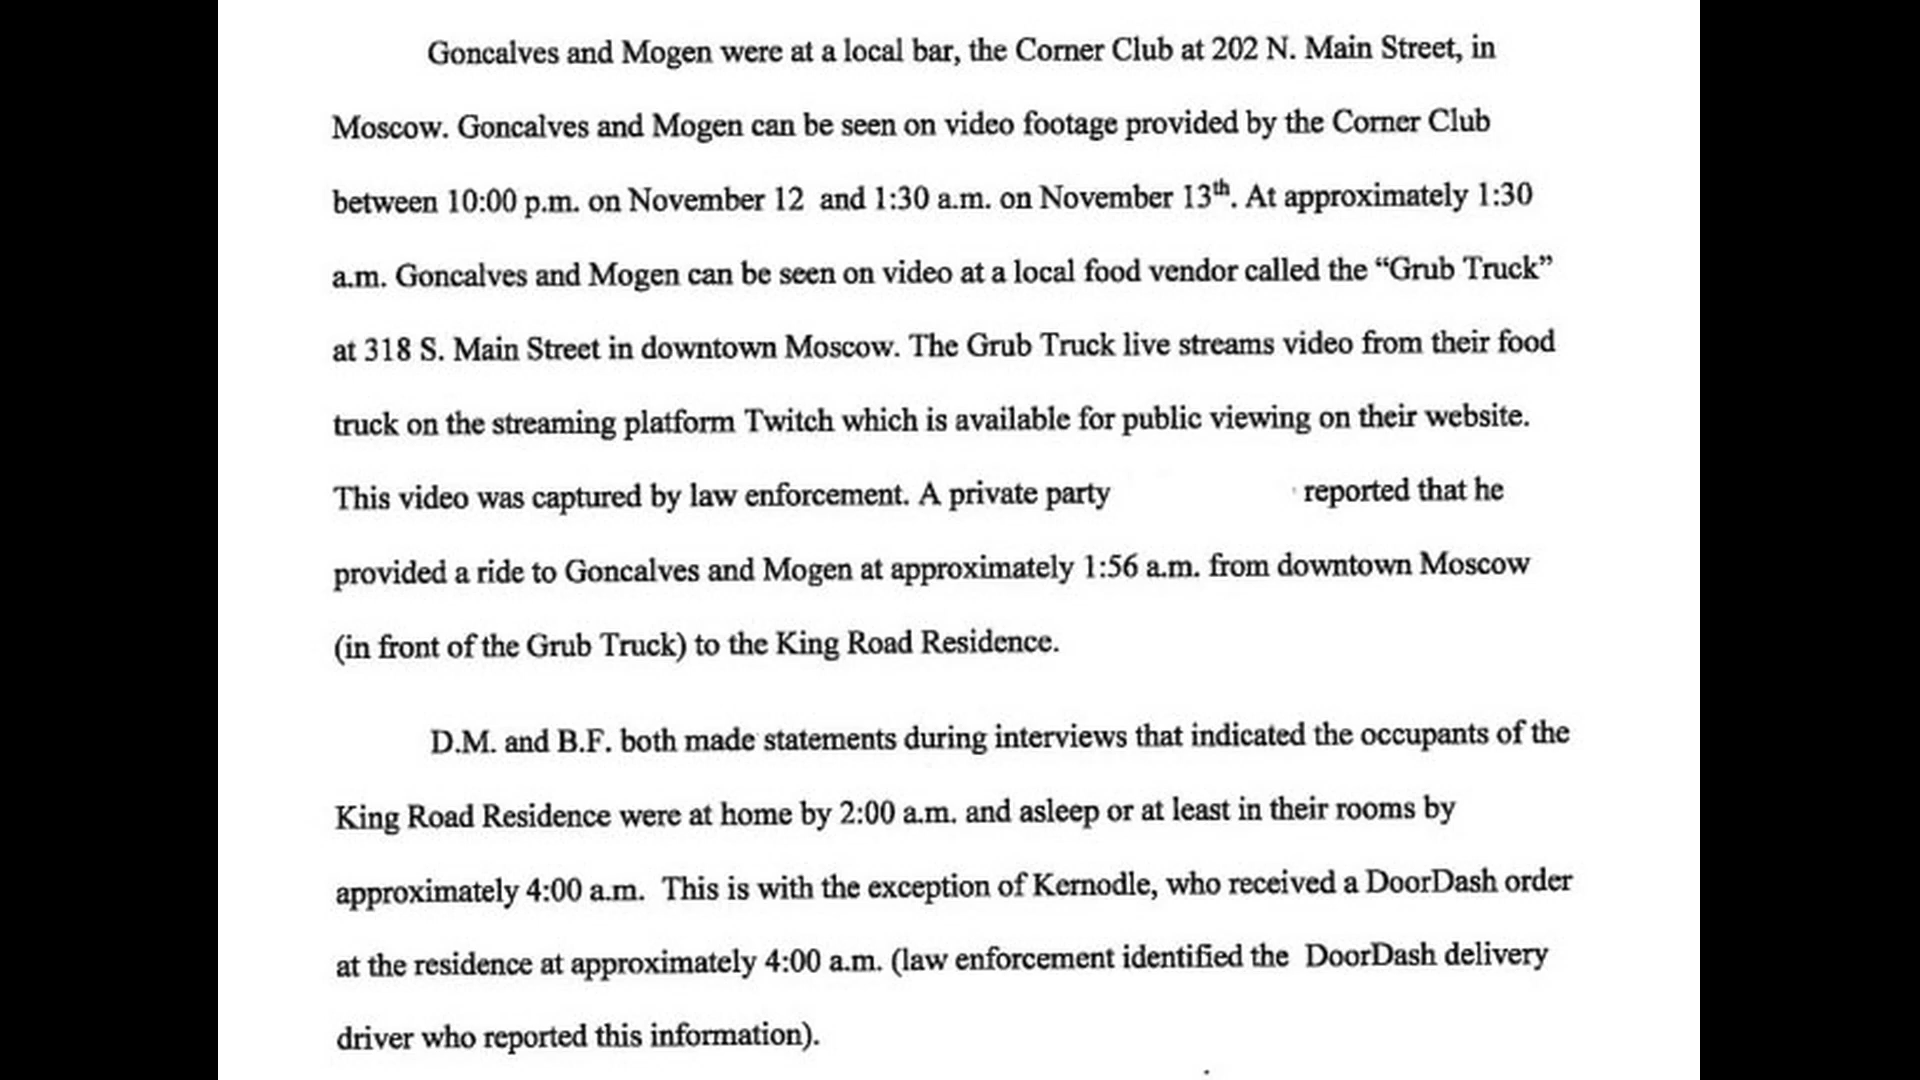 Goncalves and Mogen were at a local bar, the Corner Club at 202 N. Main Street, in
Moscow. Goncalves and Mogen can be seen on video footage provided by the Corner Club
between 10:00 p.m. on November 12  and 1:30 a.m. on November 13th. At approximately 1:30
a.m. Goncalves and Mogen can be seen on video at a local food vendor called the “Grub Truck”
at 318 S. Main Street in downtown Moscow. The Grub Truck live streams video from their food
truck on the streaming platform Twitch which is available for public viewing on their website.
This video was captured by law enforcement. A private party reported that he
provided a ride to Goncalves and Mogen at approximately 1:56 a.m. from downtown Moscow
(in front of the Grub Truck) to the King Road Residence.
D.M. and B.F. both made statements during interviews that indicated the occupants of the
King Road Residence were at home by 2:00 a.m. and asleep or at least in their rooms by
approximately 4:00 a.m.  This is with the exception of Kernodle, who received a DoorDash order
at the residence at approximately 4:00 a.m. (law enforcement identified the  DoorDash delivery
driver who reported this information).